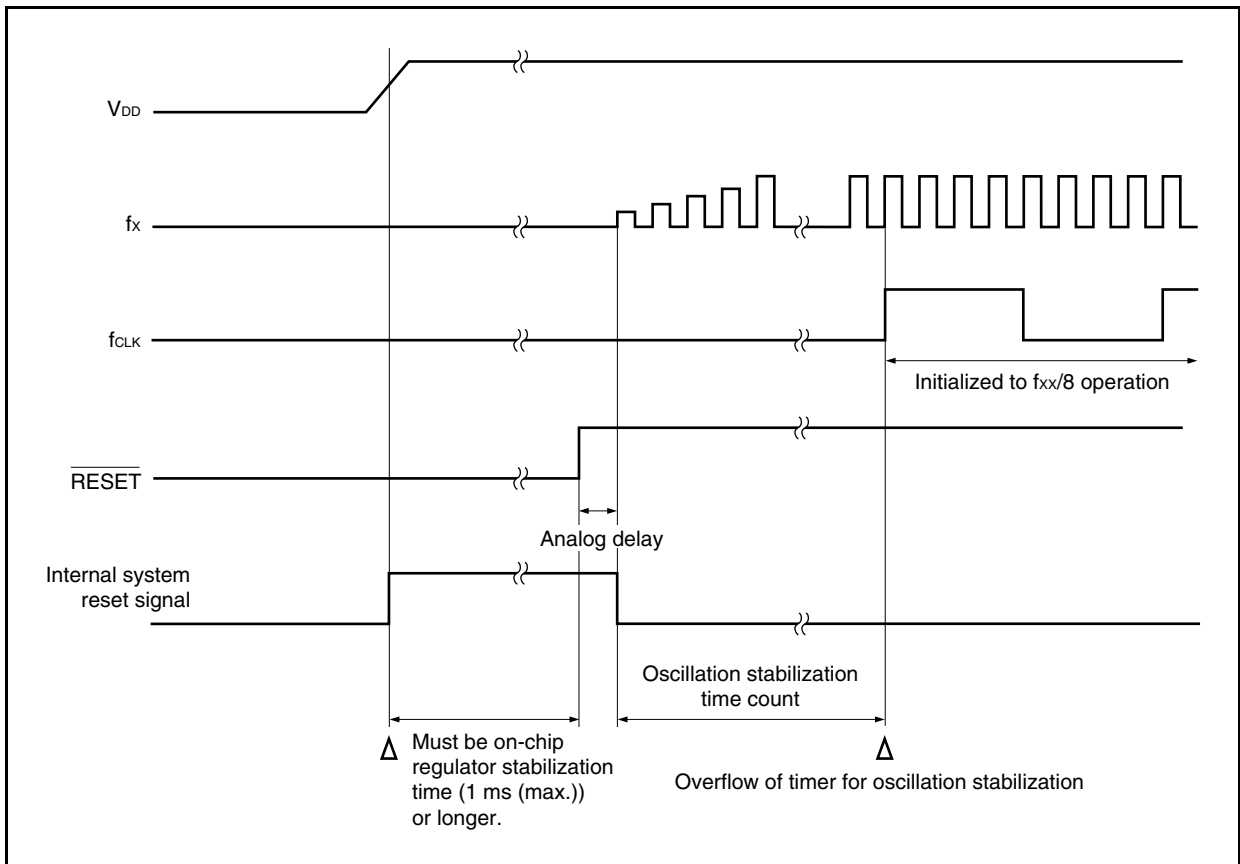 VDD
fX
fCLK
Initialized to fXX/8 operation
RESET
Analog delay
Internal system
reset signal
Oscillation stabilization
time count
Must be on-chip
regulator stabilization
time (1 ms (max.))
or longer.
Overflow of timer for oscillation stabilization